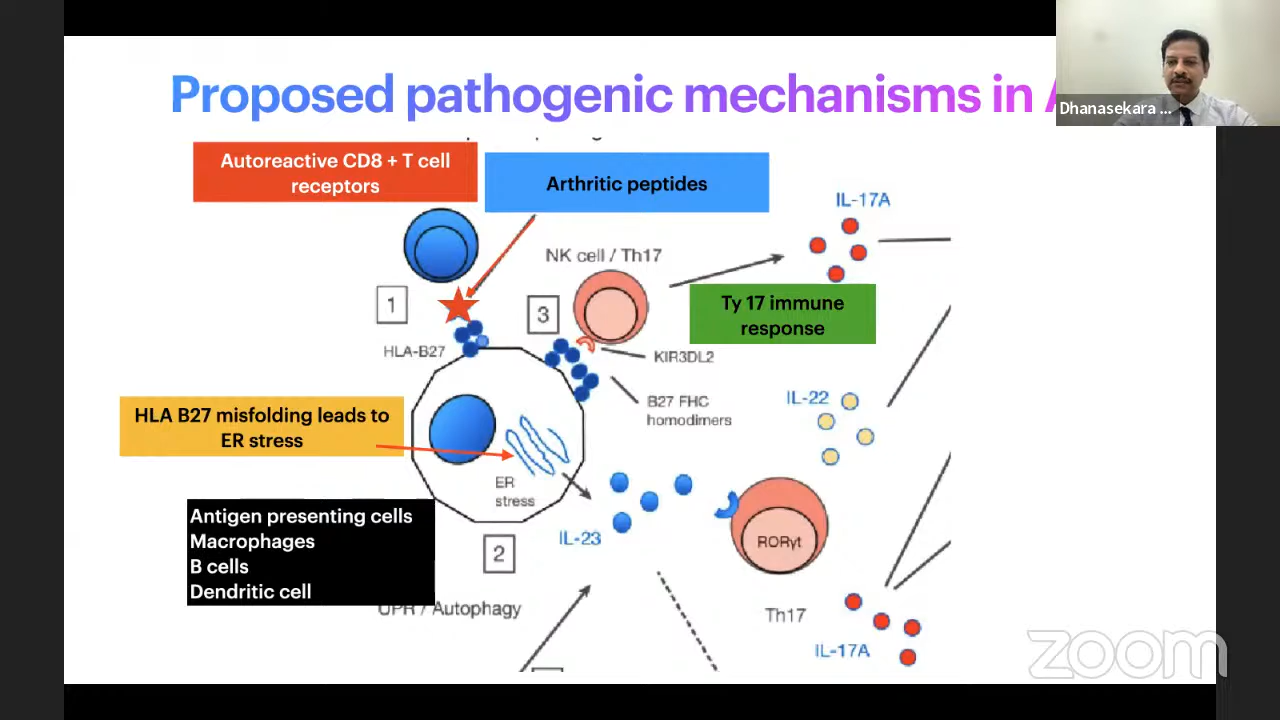 Proposed pathogenic mechanisms in
Dhanasekara ...
Autoreactive CD8 + T cell
receptors
Arthritic peptides
IL-17A
NK cell / Th17
1
3
Ty 17 immune
response
HLA-B27
KIR3DL2
B27 FHC
homodimers
IL-22
HLA B27 misfolding leads to
ER stress
ER
stress
Antigen presenting cells
Macrophages
B cells
Dendritic cell
IL-23
2
RORγt
UPR / Autophagy
Th17
IL-17A
zoom